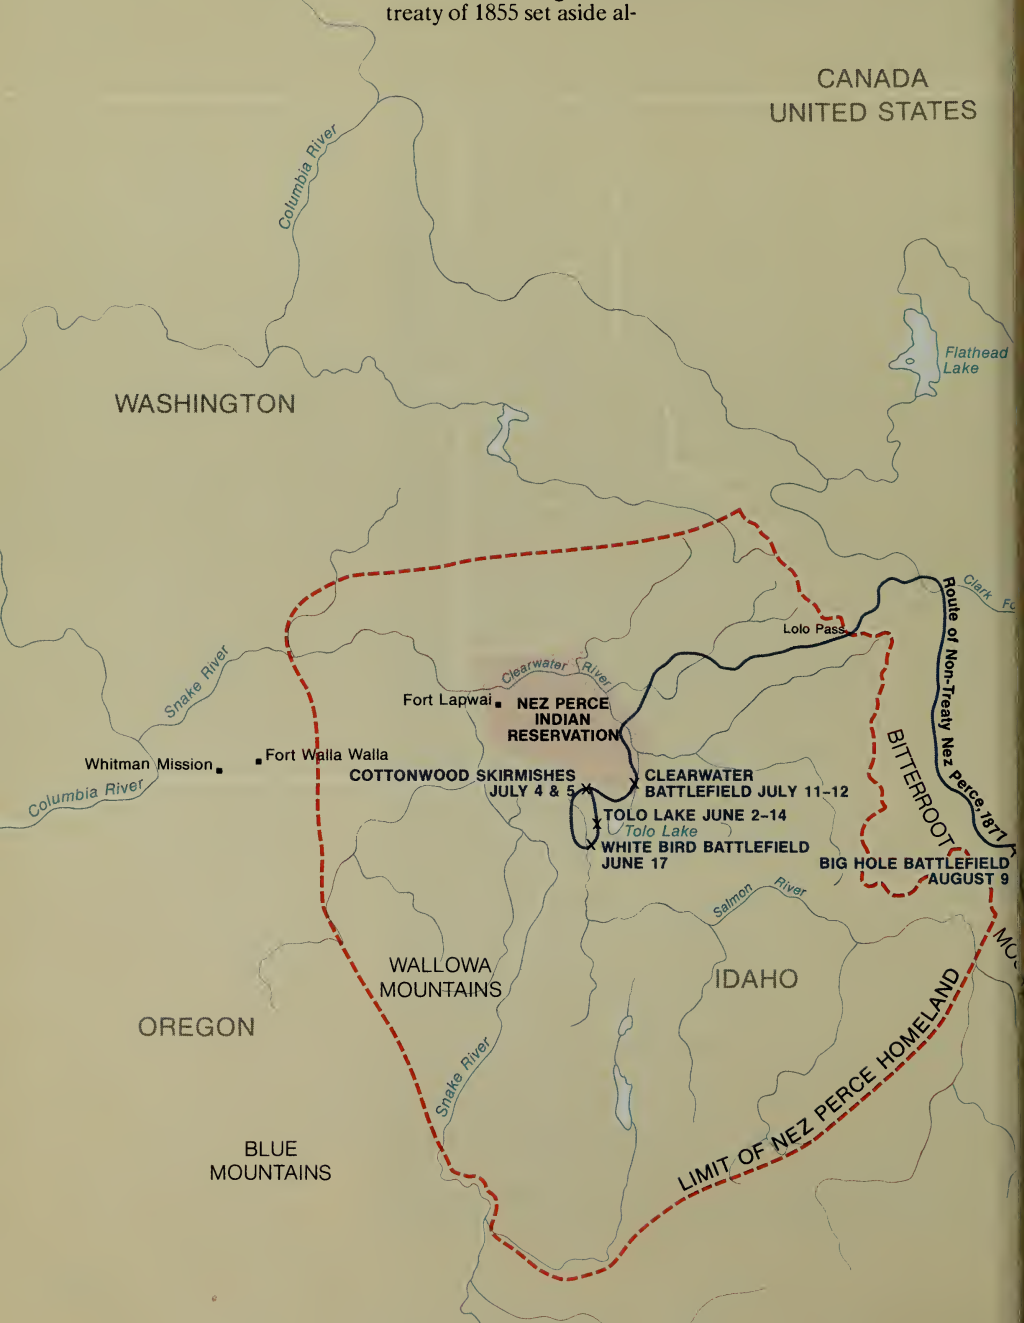 treaty of 1855 set aside al-
CANADA
UNITED STATES
Columbia River
Flathead
Lake
WASHINGTON
Clark
Route of Non-Treaty Nez Perce, 1877
Lolo Pass
Snake River
Clearwater River
Fort Lapwai
NEZ PERCE
INDIAN
RESERVATION
Whitman Mission
Fort Walla Walla
Columbia River
COTTONWOOD SKIRMISHES
JULY 4 & 5
CLEARWATER
BATTLEFIELD JULY 11-12
TOLO LAKE JUNE 2-14
Tolo Lake
WHITE BIRD BATTLEFIELD
JUNE 17
BITTERROOT
BIG HOLE BATTLEFIELD
AUGUST 9
Salmon River
WALLOWA
MOUNTAINS
IDAHO
OREGON
Snake River
LIMIT OF NEZ PERCE HOMELAND
BLUE
MOUNTAINS